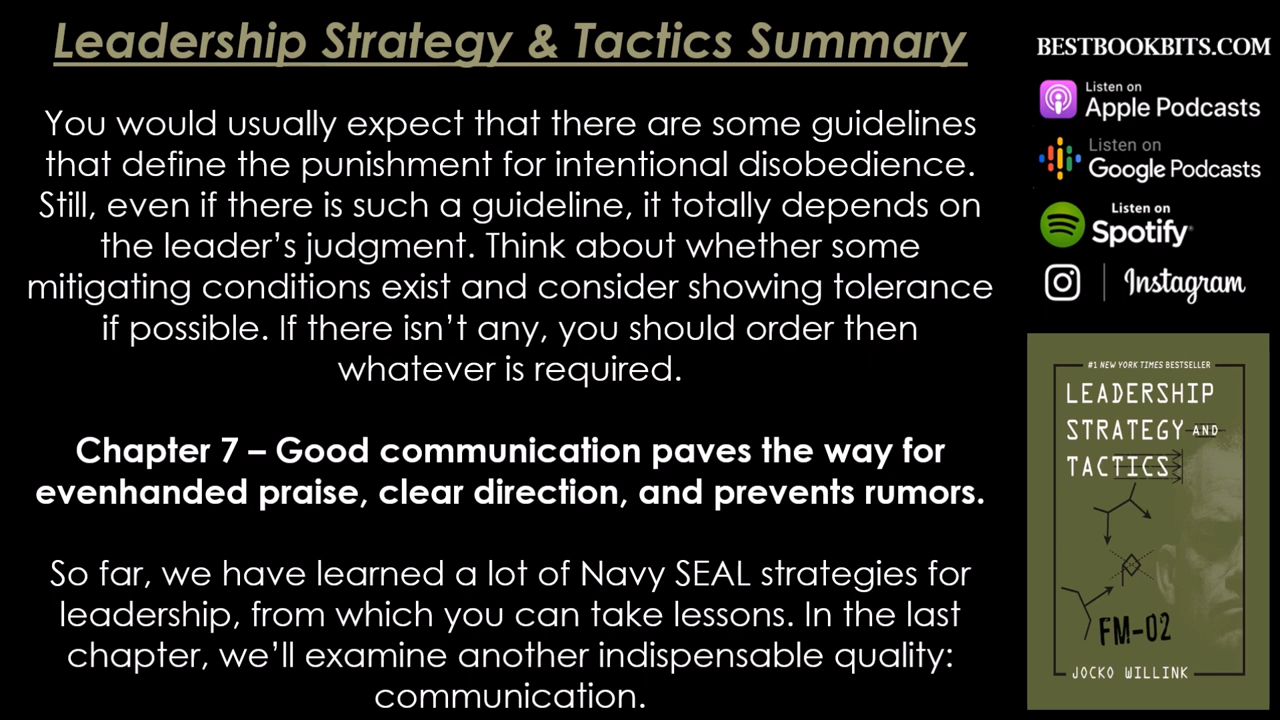 Leadership Strategy & Tactics Summary
You would usually expect that there are some guidelines
that define the punishment for intentional disobedience.
Still, even if there is such a guideline, it totally depends on
the leader's judgment. Think about whether some
mitigating conditions exist and consider showing tolerance
if possible. If there isn't any, you should order then
whatever is required.
Chapter 7 – Good communication paves the way for
evenhanded praise, clear direction, and prevents rumors.
So far, we have learned a lot of Navy SEAL strategies for
leadership, from which you can take lessons. In the last
chapter, we'll examine another indispensable quality:
communication.
BESTBOOKBITS.COM
Listen on
Apple Podcasts
Listen on
Google Podcasts
Listen on
Spotify
Instagram
#1 NEW YORK TIMES BESTSELLER
LEADERSHIP
STRATEGY AND
TACTICS
FM-02
JOCKO WILLINK